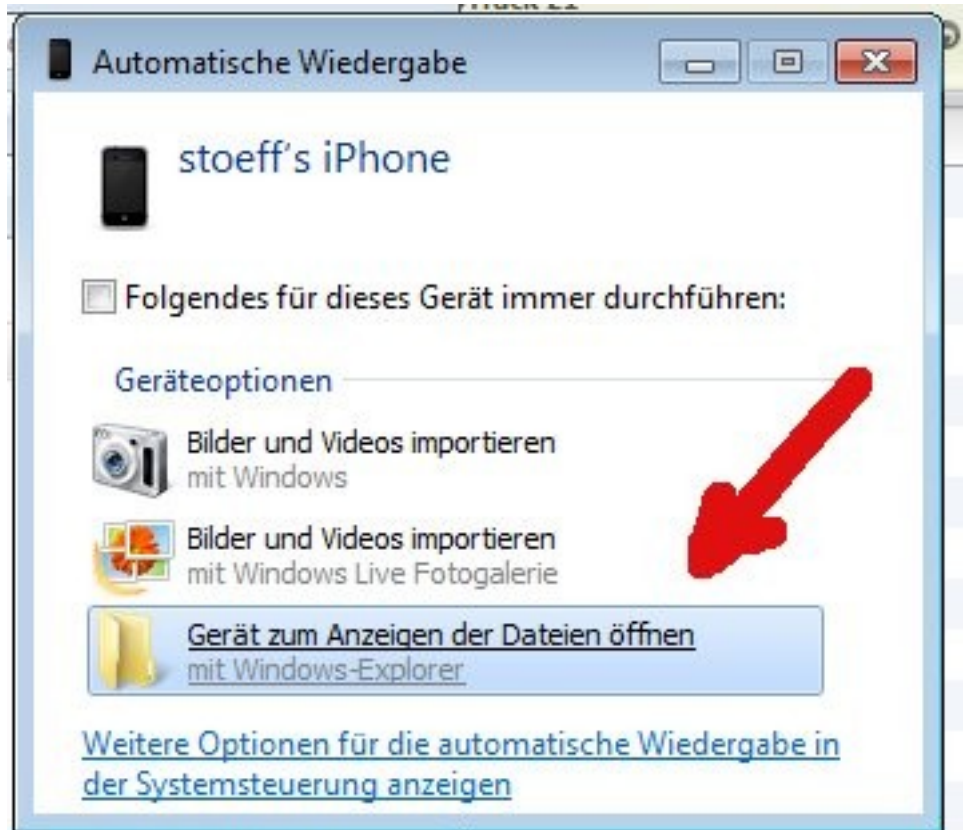 Automatische Wiedergabe
stoeff's iPhone
Folgendes für dieses Gerät immer durchführen:
Geräteoptionen
Bilder und Videos importieren
mit Windows
Bilder und Videos importieren
mit Windows Live Fotogalerie
Gerät zum Anzeigen der Dateien öffnen
mit Windows-Explorer
Weitere Optionen für die automatische Wiedergabe in
der Systemsteuerung anzeigen